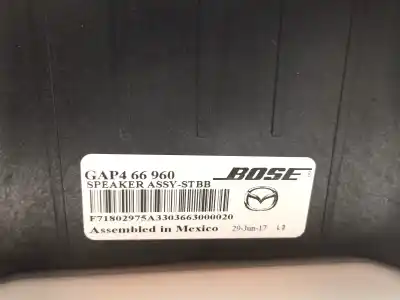 GAP4 66 960
BOSE
SPEAKER ASSY-STBB
F71802975A3303663000020
Assembled in Mexico 29-Jun-17